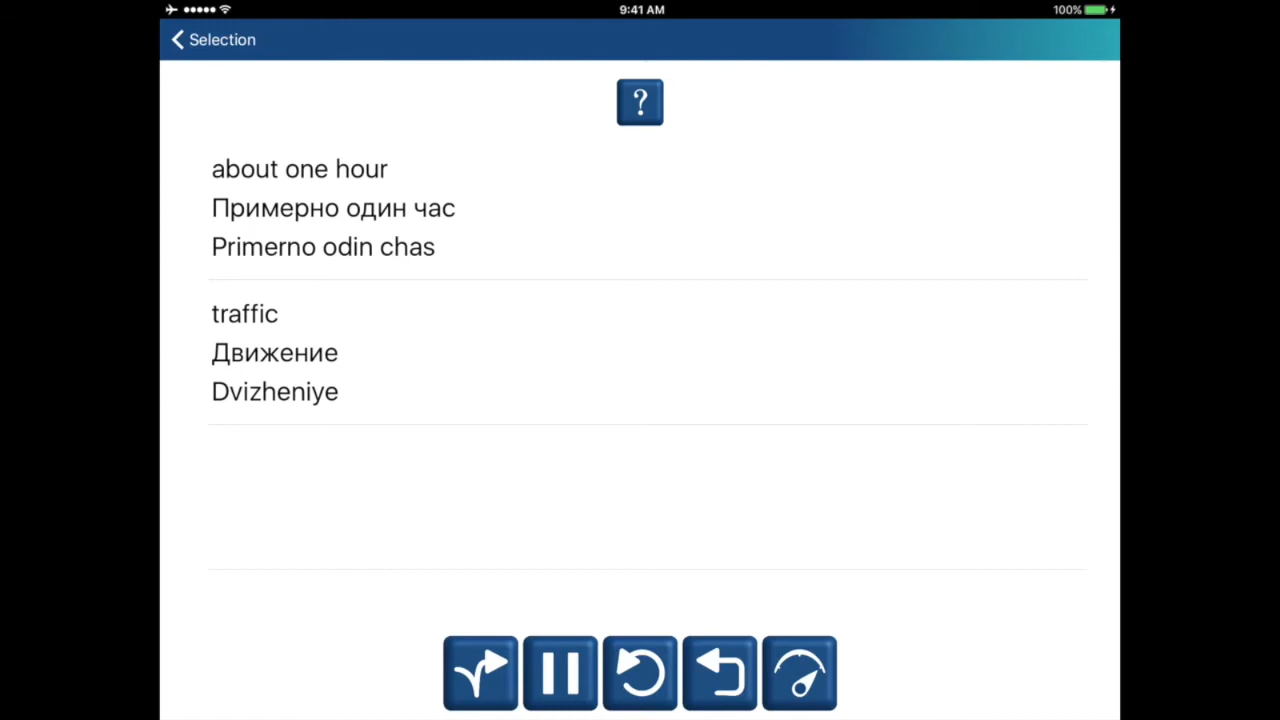 9:41 AM
100%
Selection
?
about one hour
Примерно один час
Primerno odin chas
traffic
Движение
Dvizheniye